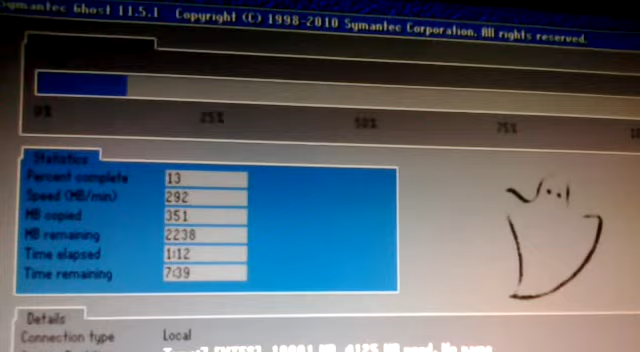 Symantec Ghost 11.5.1 Copyright (C) 1998-2010 Symantec Corporation. All rights reserved.
0% 25% 50% 75%
Statistics
Percent complete 13
Speed (MB/min) 292
MB copied 351
MB remaining 2238
Time elapsed 1:12
Time remaining 7:39
Details
Connection type Local